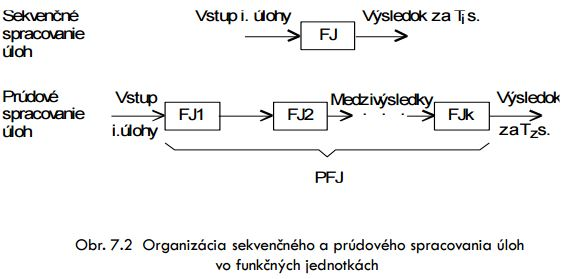 Sekvenčné
spracovanie
úloh
Vstup i. úlohy
FJ
Výsledok za Ti s.
Prúdové
spracovanie
úloh
Vstup
i.úlohy
FJ1
FJ2
Medzivýsledky
. . .
FJk
Výsledok
za Tz s.
PFJ
Obr. 7.2 Organizácia sekvenčného a prúdového spracovania úloh
vo funkčných jednotkách